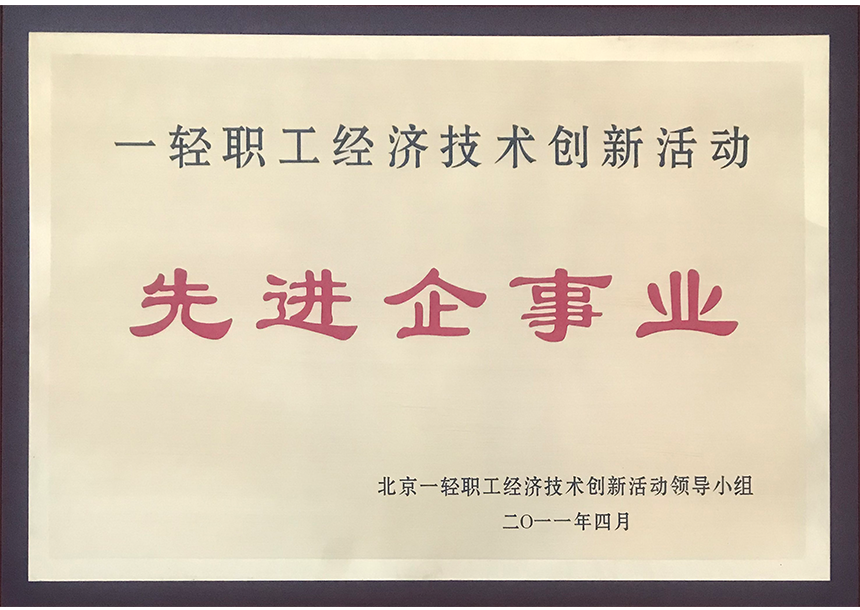 一轻职工经济技术创新活动
先进企事业
北京一轻职工经济技术创新活动领导小组
二〇一一年四月